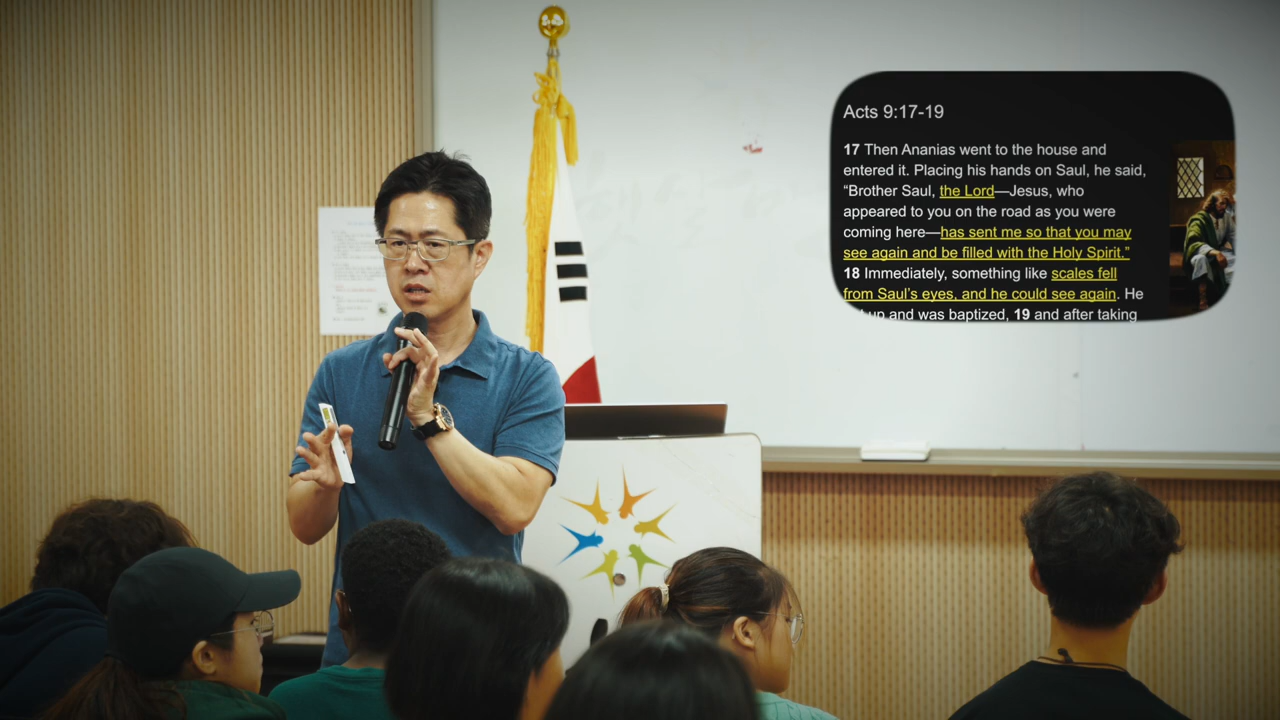 Acts 9:17-19
17 Then Ananias went to the house and
entered it. Placing his hands on Saul, he said,
“Brother Saul, the Lord—Jesus, who
appeared to you on the road as you were
coming here—has sent me so that you may
see again and be filled with the Holy Spirit.”
18 Immediately, something like scales fell
from Saul’s eyes, and he could see again. He
up and was baptized, 19 and after taking